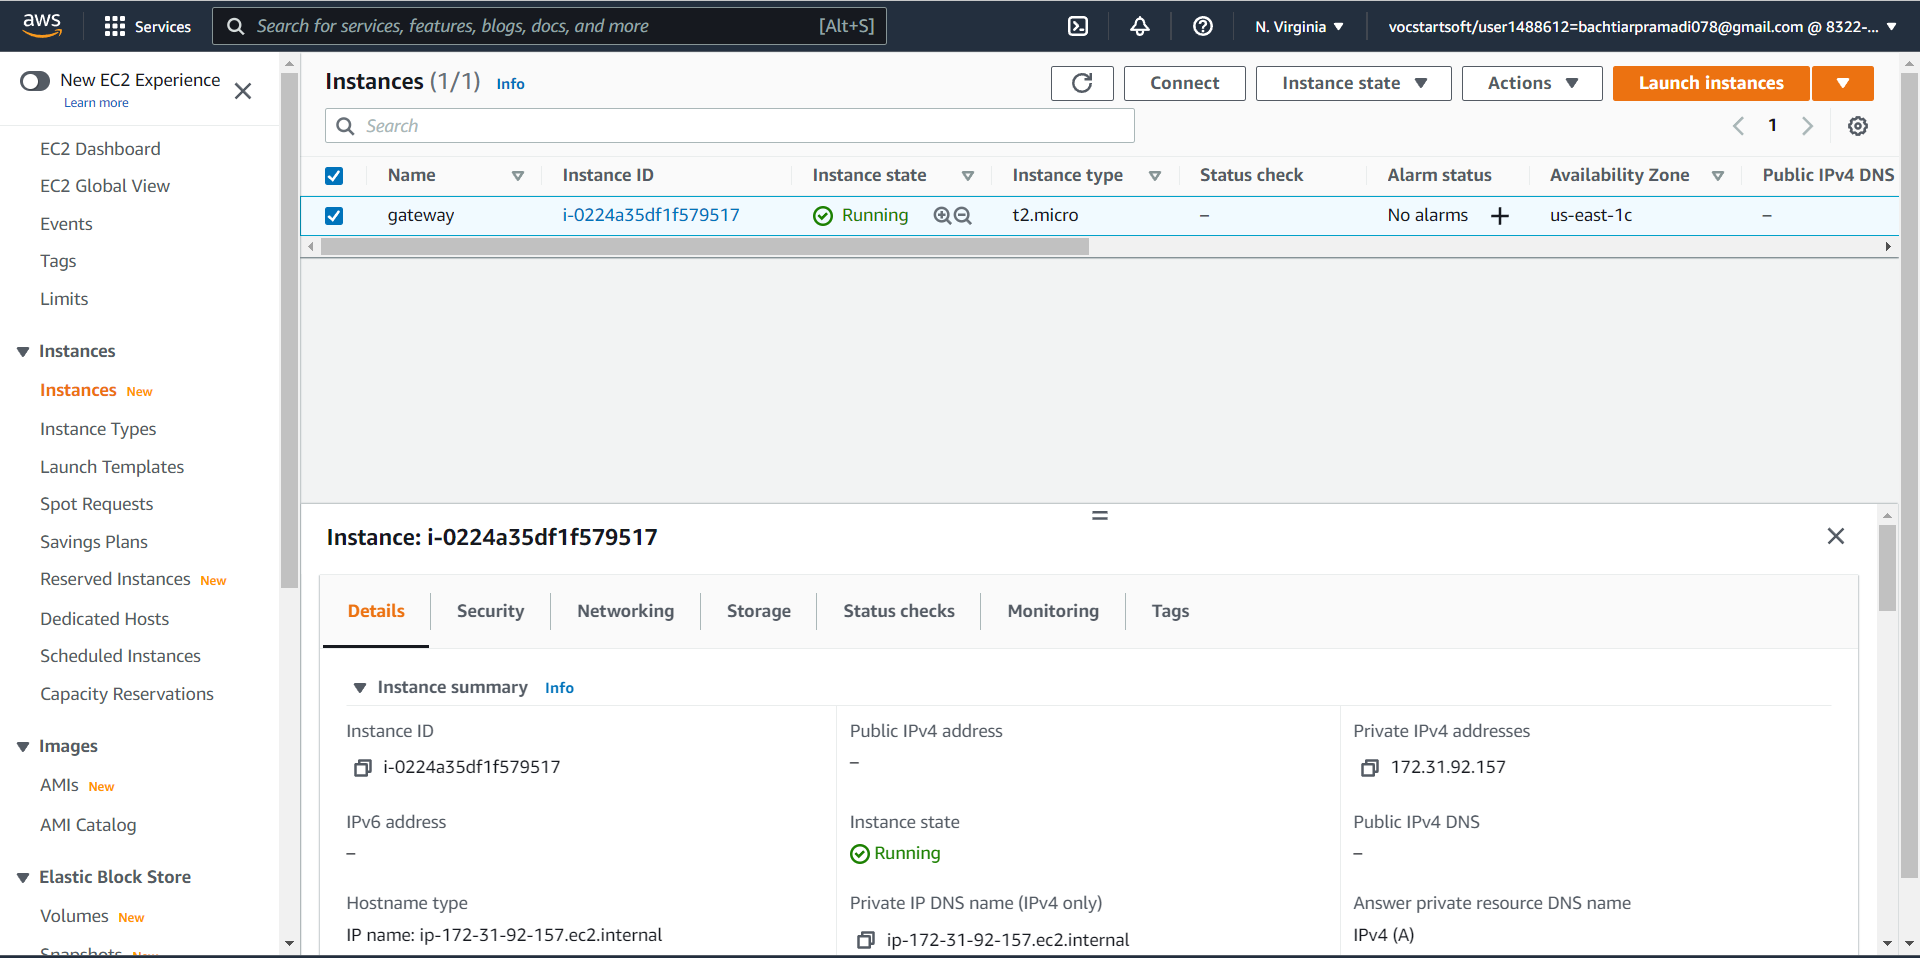 aws
Services
Search for services, features, blogs, docs, and more
[Alt+S]
N. Virginia
vocstartsoft/user1488612=bachtiarpramadi078@gmail.com @ 8322-...
New EC2 Experience
Learn more
EC2 Dashboard
EC2 Global View
Events
Tags
Limits
Instances
Instances New
Instance Types
Launch Templates
Spot Requests
Savings Plans
Reserved Instances New
Dedicated Hosts
Scheduled Instances
Capacity Reservations
Images
AMIs New
AMI Catalog
Elastic Block Store
Volumes New
Snapshots New
Instances (1/1) Info
Connect
Instance state
Actions
Launch instances
Search
1
Name Instance ID Instance state Instance type Status check Alarm status Availability Zone Public IPv4 DNS
gateway i-0224a35df1f579517 Running t2.micro – No alarms + us-east-1c –
Instance: i-0224a35df1f579517
Details Security Networking Storage Status checks Monitoring Tags
Instance summary Info
Instance ID
i-0224a35df1f579517
Public IPv4 address
–
Private IPv4 addresses
172.31.92.157
IPv6 address
–
Instance state
Running
Public IPv4 DNS
–
Hostname type
IP name: ip-172-31-92-157.ec2.internal
Private IP DNS name (IPv4 only)
ip-172-31-92-157.ec2.internal
Answer private resource DNS name
IPv4 (A)